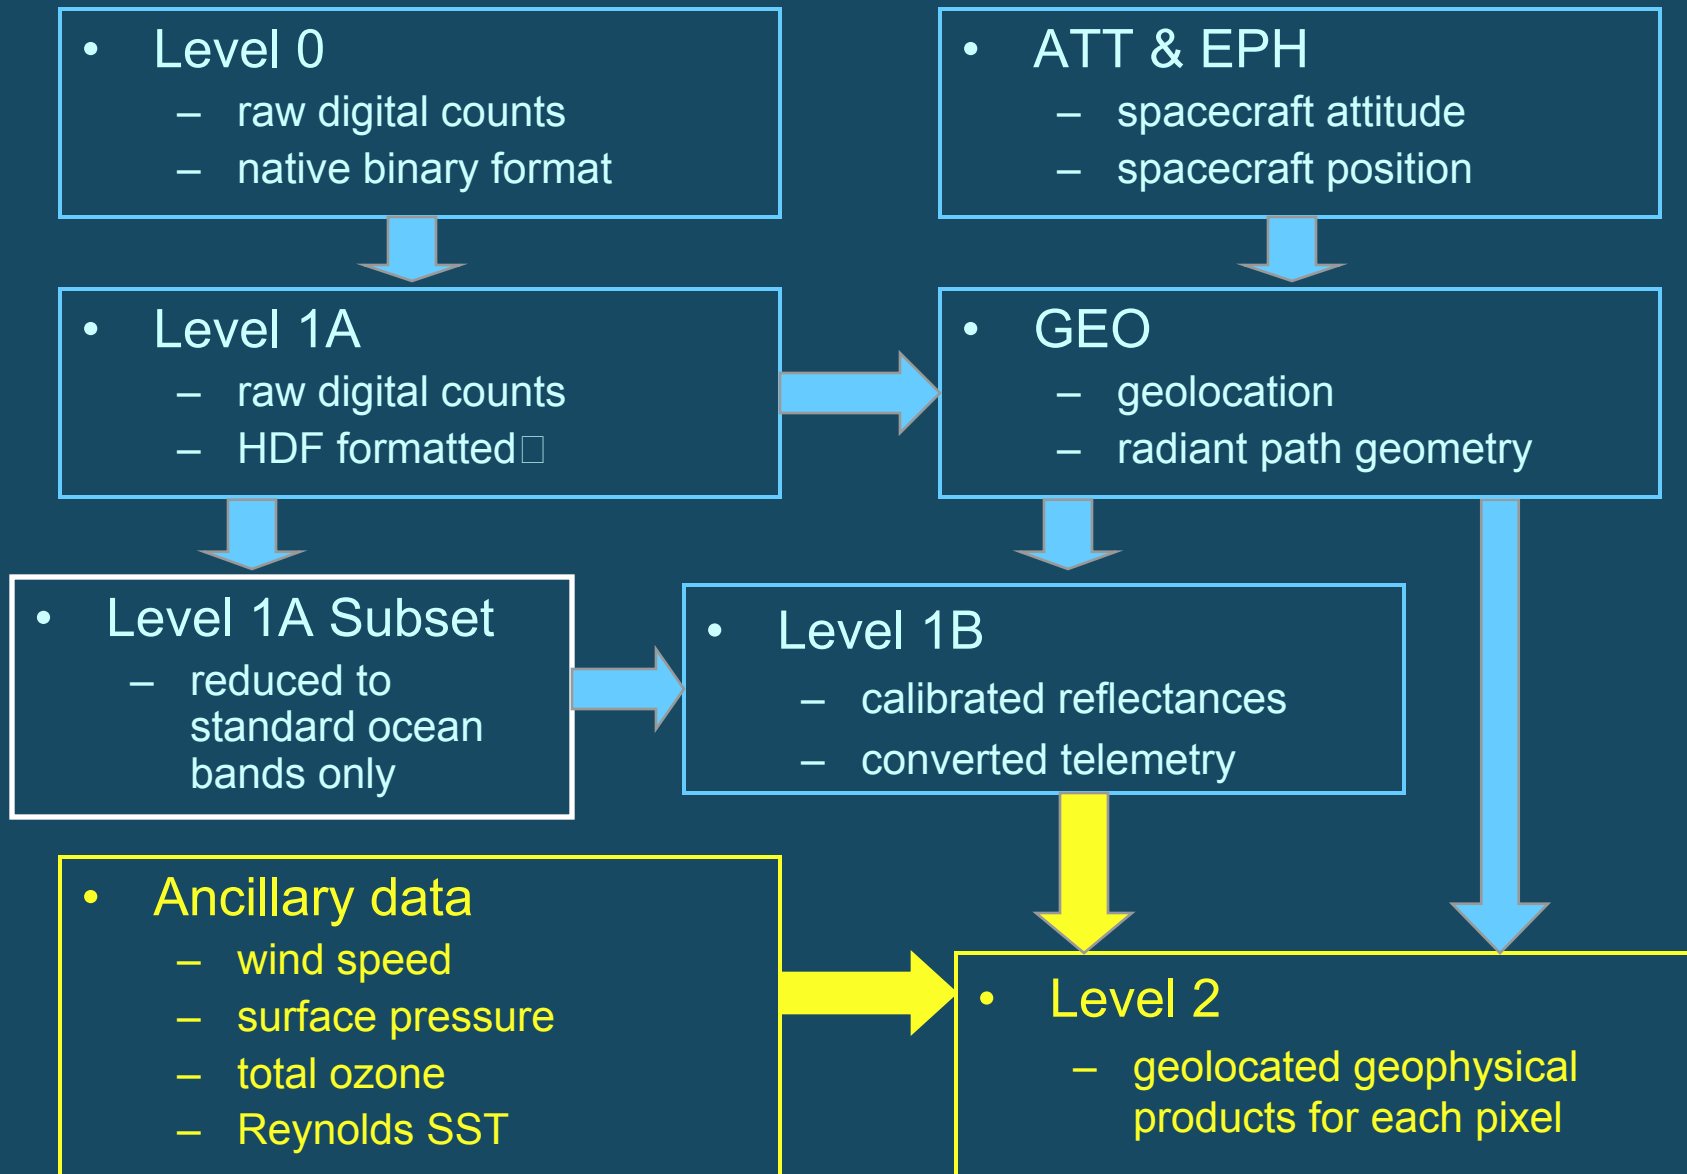 • Level 0
– raw digital counts
– native binary format
• ATT & EPH
– spacecraft attitude
– spacecraft position
• Level 1A
– raw digital counts
– HDF formatted□
• GEO
– geolocation
– radiant path geometry
• Level 1A Subset
– reduced to
standard ocean
bands only
• Level 1B
– calibrated reflectances
– converted telemetry
• Ancillary data
– wind speed
– surface pressure
– total ozone
– Reynolds SST
• Level 2
– geolocated geophysical
products for each pixel